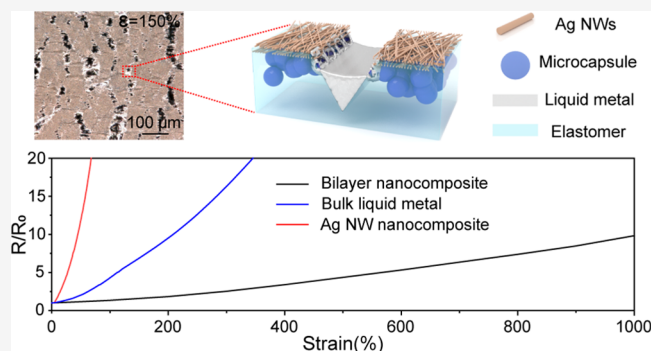 ε=150%
100 μm
Ag NWs
Microcapsule
Liquid metal
Elastomer
20
15
10
5
0
R/R₀
Bilayer nanocomposite
Bulk liquid metal
Ag NW nanocomposite
0 200 400 600 800 1000
Strain(%)